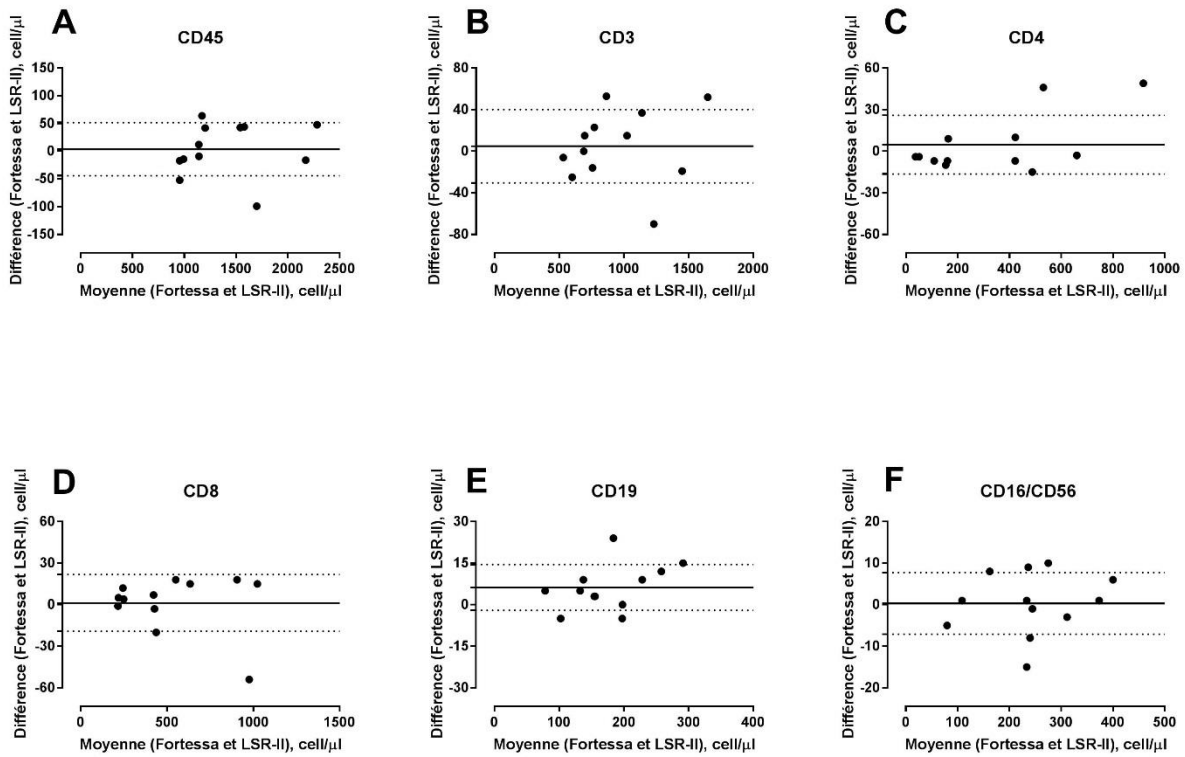 A
CD45
Différence (Fortessa et LSR-II), cell/µl
150
100
50
0
-50
-100
-150
0 500 1000 1500 2000 2500
Moyenne (Fortessa et LSR-II), cell/µl
B
CD3
Différence (Fortessa et LSR-II), cell/µl
80
40
0
-40
-80
0 500 1000 1500 2000
Moyenne (Fortessa et LSR-II), cell/µl
C
CD4
Différence (Fortessa et LSR-II), cell/µl
60
30
0
-30
-60
0 200 400 600 800 1000
Moyenne (Fortessa et LSR-II), cell/µl
D
CD8
Différence (Fortessa et LSR-II), cell/µl
60
30
0
-30
-60
0 500 1000 1500
Moyenne (Fortessa et LSR-II), cell/µl
E
CD19
Différence (Fortessa et LSR-II), cell/µl
30
15
0
-15
-30
0 100 200 300 400
Moyenne (Fortessa et LSR-II), cell/µl
F
CD16/CD56
Différence (Fortessa et LSR-II), cell/µl
20
10
0
-10
-20
0 100 200 300 400 500
Moyenne (Fortessa et LSR-II), cell/µl